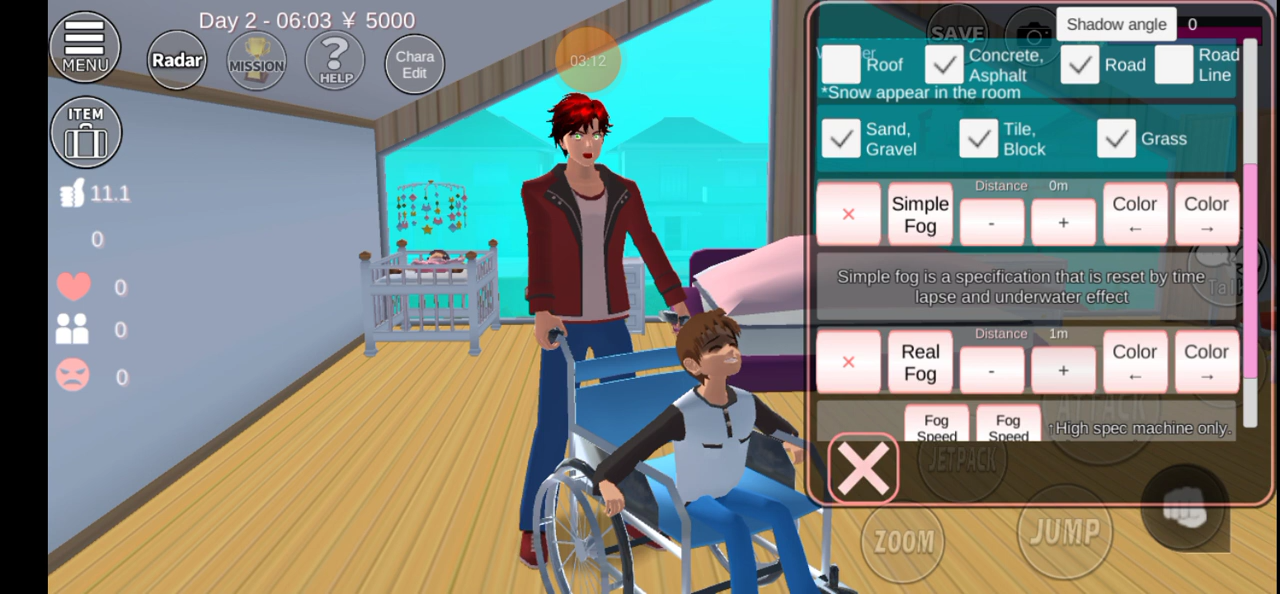 Day 2 - 06:03 ¥ 5000
MENU
Radar
MISSION
?
HELP
Chara
Edit
03:12
SAVE
Shadow angle 0
ITEM
11.1
0
0
0
0
Roof
Concrete,
Asphalt
Road
Road
Line
*Snow appear in the room
Sand,
Gravel
Tile,
Block
Grass
×
Simple
Fog
Distance 0m
-
+
Color
←
Color
→
Simple fog is a specification that is reset by time
lapse and underwater effect
Talk
×
Real
Fog
Distance 1m
-
+
Color
←
Color
→
Fog
Speed
Fog
Speed
↑High spec machine only.
ATTACK
JETPACK
ZOOM
JUMP